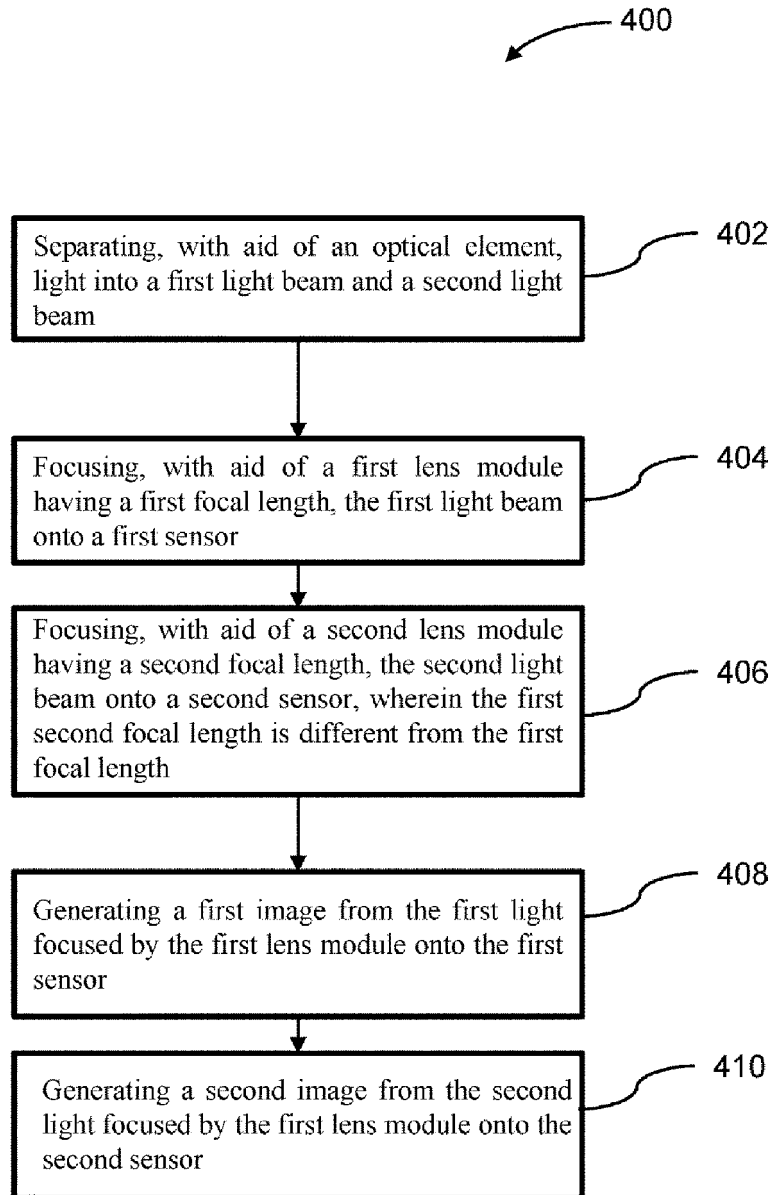 400
Separating, with aid of an optical element,
light into a first light beam and a second light
beam
402
Focusing, with aid of a first lens module
having a first focal length, the first light beam
onto a first sensor
404
Focusing, with aid of a second lens module
having a second focal length, the second light
beam onto a second sensor, wherein the first
second focal length is different from the first
focal length
406
Generating a first image from the first light
focused by the first lens module onto the first
sensor
408
Generating a second image from the second
light focused by the first lens module onto the
second sensor
410